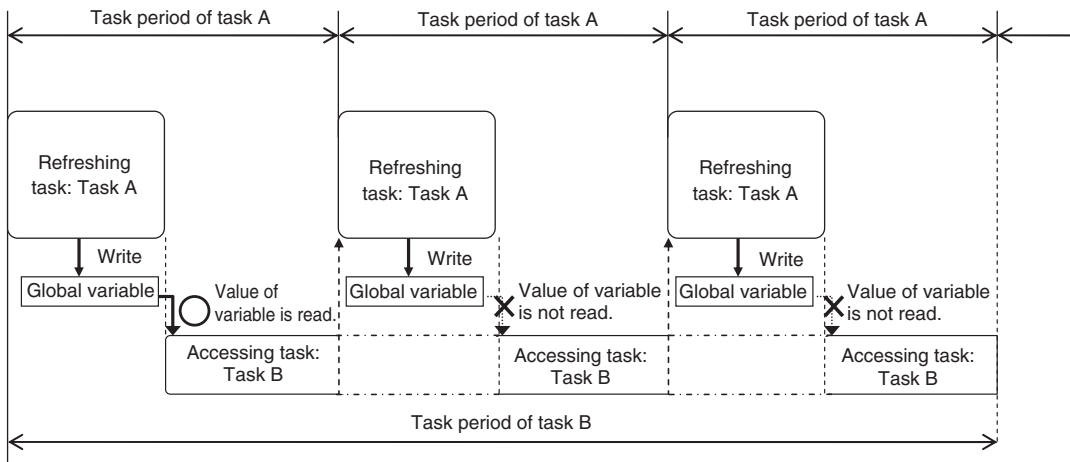 Task period of task A
Task period of task A
Task period of task A
Refreshing
task: Task A
Refreshing
task: Task A
Refreshing
task: Task A
Write
Write
Write
Global variable
Global variable
Global variable
Value of
variable is read.
Value of variable
is not read.
Value of variable
is not read.
Accessing task:
Task B
Accessing task:
Task B
Accessing task:
Task B
Task period of task B